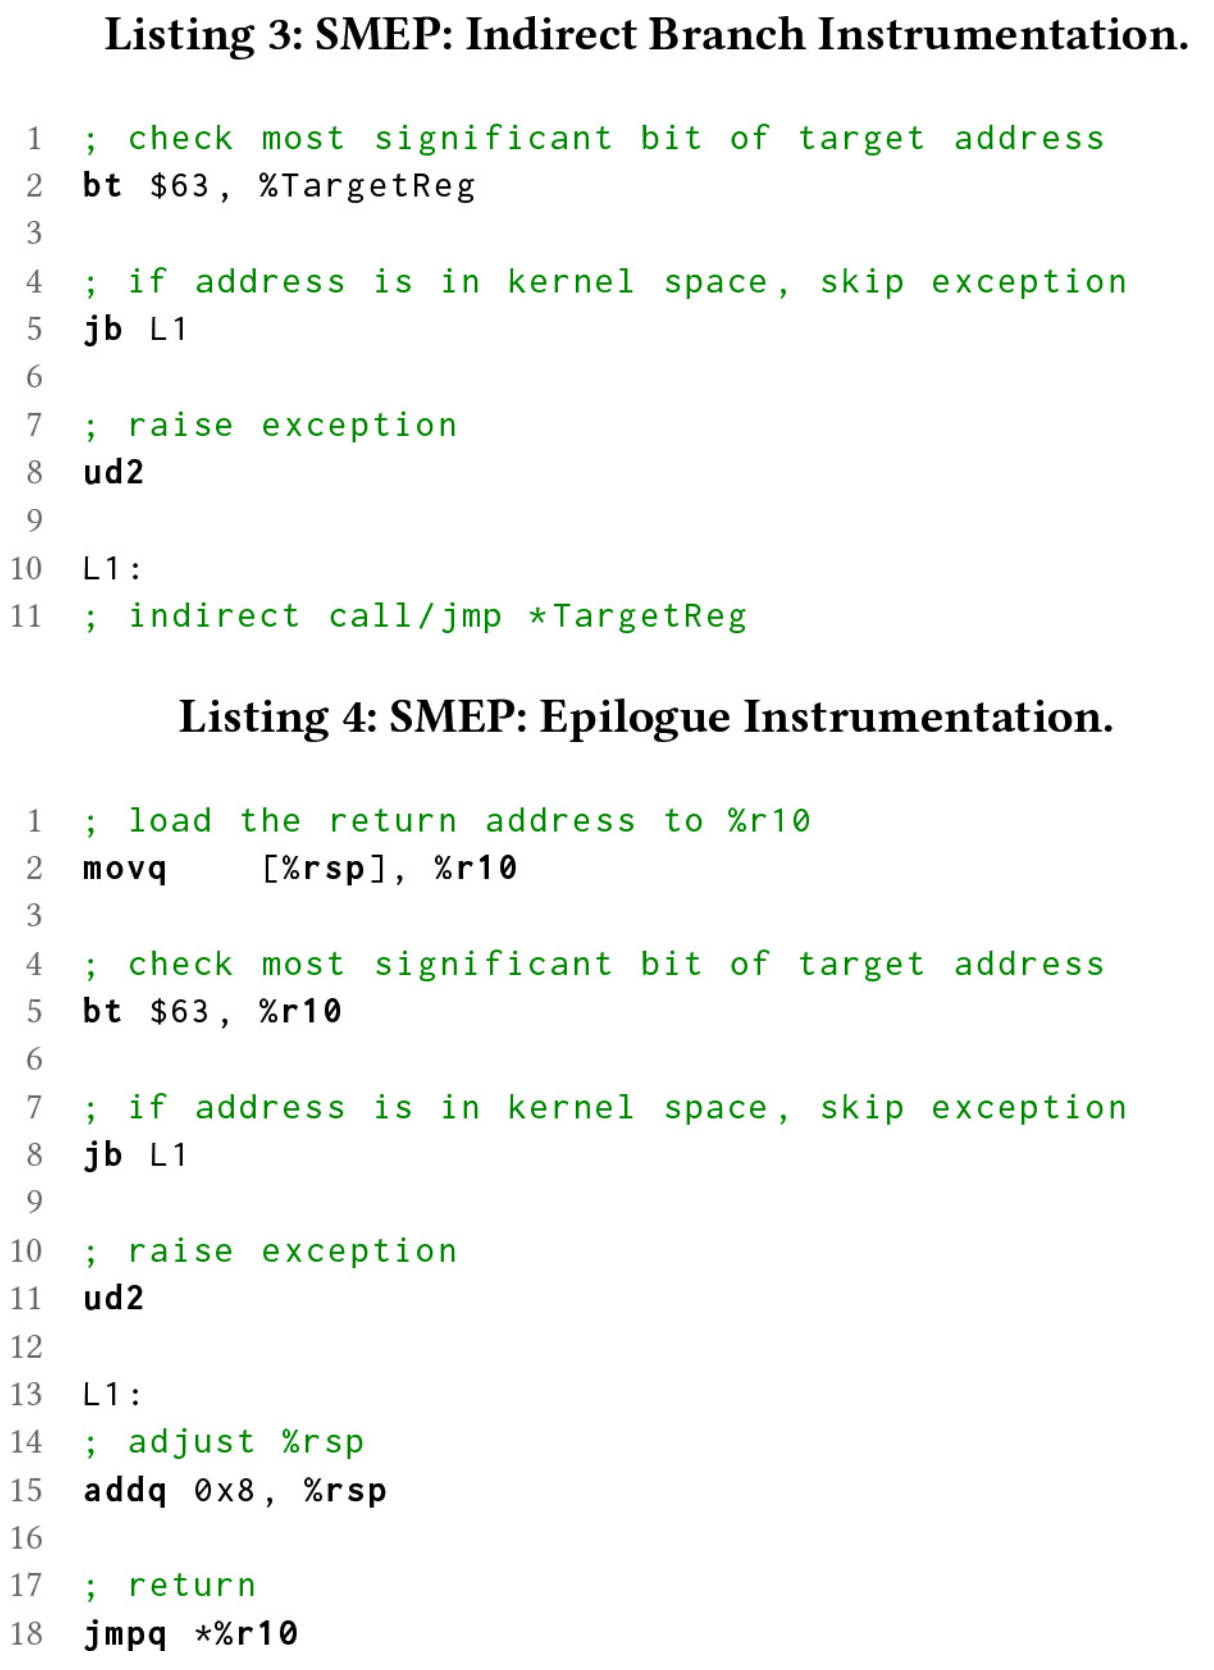 Listing 3: SMEP: Indirect Branch Instrumentation.
1 ; check most significant bit of target address
2 bt $63, %TargetReg
3
4 ; if address is in kernel space, skip exception
5 jb L1
6
7 ; raise exception
8 ud2
9
10 L1:
11 ; indirect call/jmp *TargetReg
Listing 4: SMEP: Epilogue Instrumentation.
1 ; load the return address to %r10
2 movq [%rsp], %r10
3
4 ; check most significant bit of target address
5 bt $63, %r10
6
7 ; if address is in kernel space, skip exception
8 jb L1
9
10 ; raise exception
11 ud2
12
13 L1:
14 ; adjust %rsp
15 addq 0x8, %rsp
16
17 ; return
18 jmpq *%r10